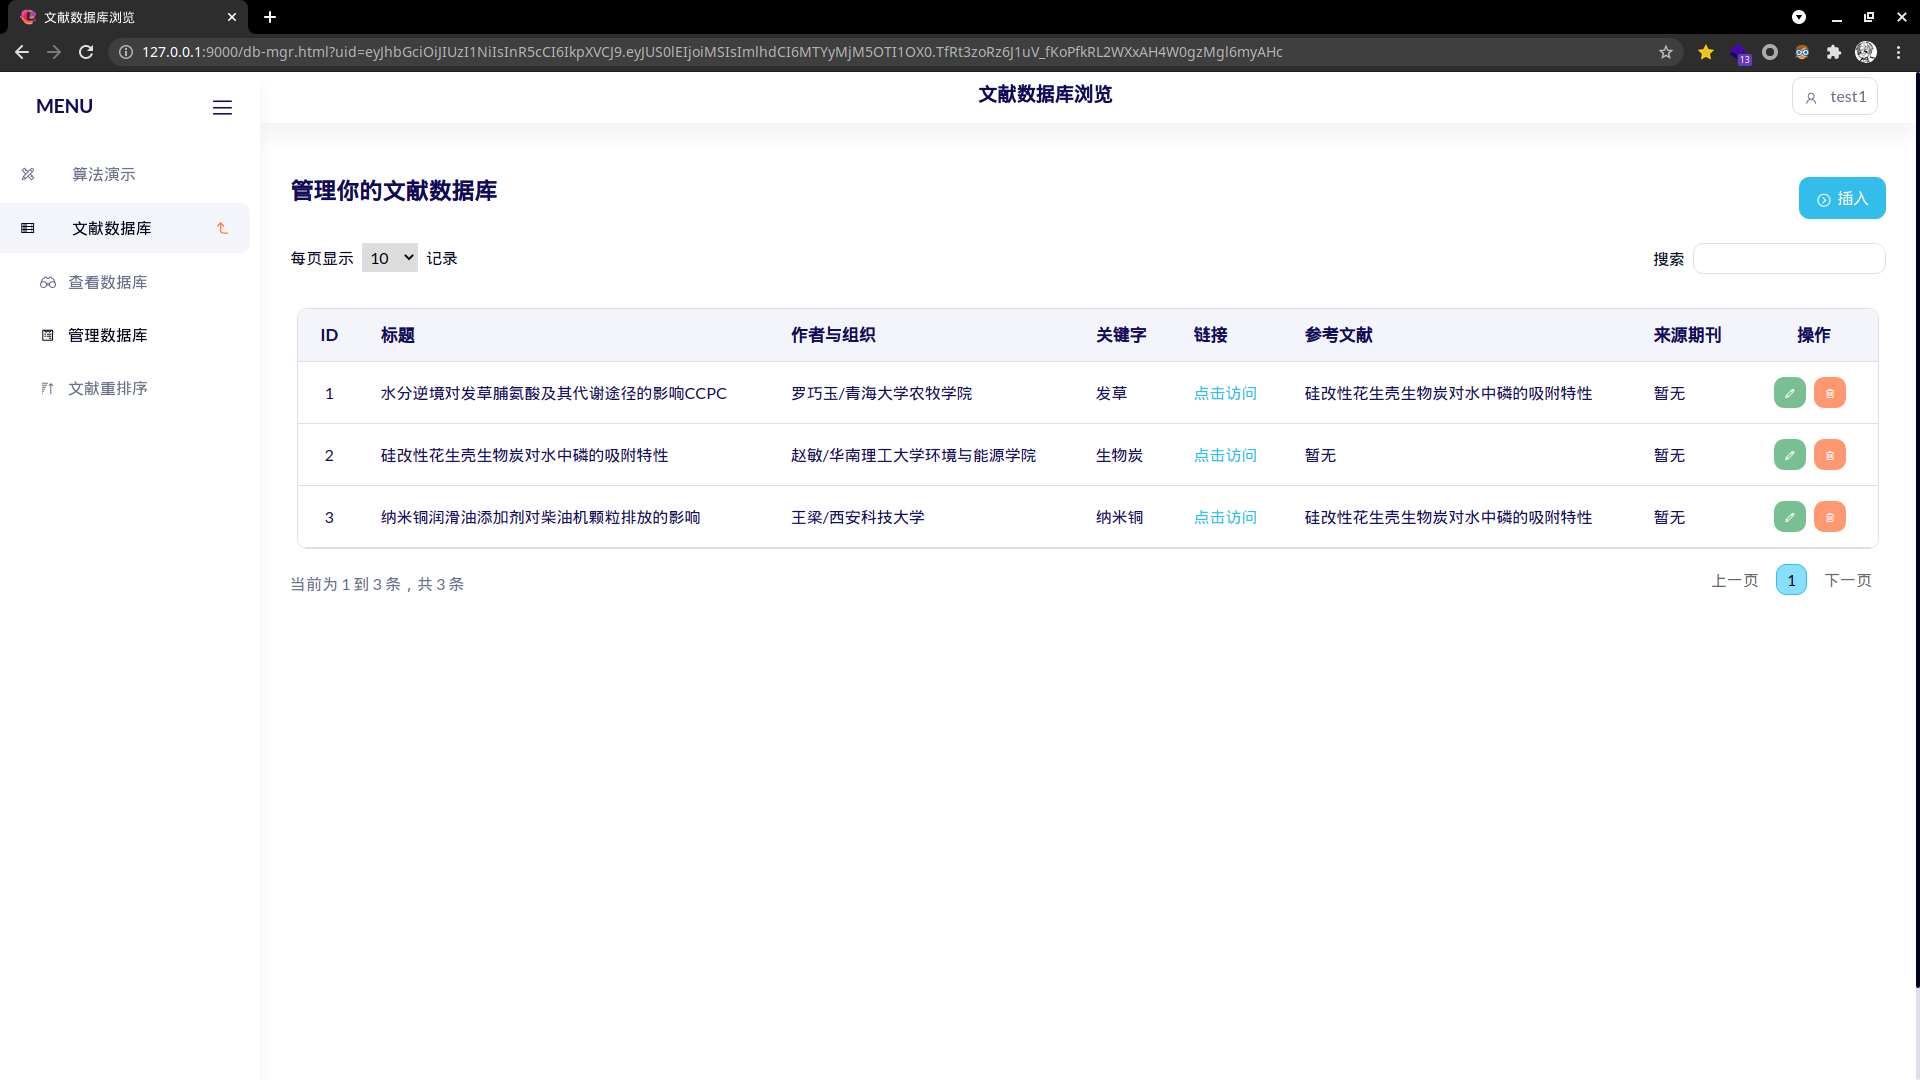 文献数据库浏览
127.0.0.1:9000/db-mgr.html?uid=eyJhbGciOiJIUzI1NiIsInR5cCI6IkpXVCJ9.eyJUS0lEIjoiMSIsImlhdCI6MTYyMjM5OTI1OX0.TfRt3zoRz6J1uV_fKoPfkRL2WXxAH4W0gzMgl6myAHc
13
MENU
文献数据库浏览
test1
算法演示
文献数据库
查看数据库
管理数据库
文献重排序
管理你的文献数据库
插入
每页显示 10 记录
搜索
ID 标题 作者与组织 关键字 链接 参考文献 来源期刊 操作
1 水分逆境对发草脯氨酸及其代谢途径的影响CCPC 罗巧玉/青海大学农牧学院 发草 点击访问 硅改性花生壳生物炭对水中磷的吸附特性 暂无
2 硅改性花生壳生物炭对水中磷的吸附特性 赵敏/华南理工大学环境与能源学院 生物炭 点击访问 暂无 暂无
3 纳米铜润滑油添加剂对柴油机颗粒排放的影响 王梁/西安科技大学 纳米铜 点击访问 硅改性花生壳生物炭对水中磷的吸附特性 暂无
当前为 1 到 3 条，共 3 条
上一页 1 下一页